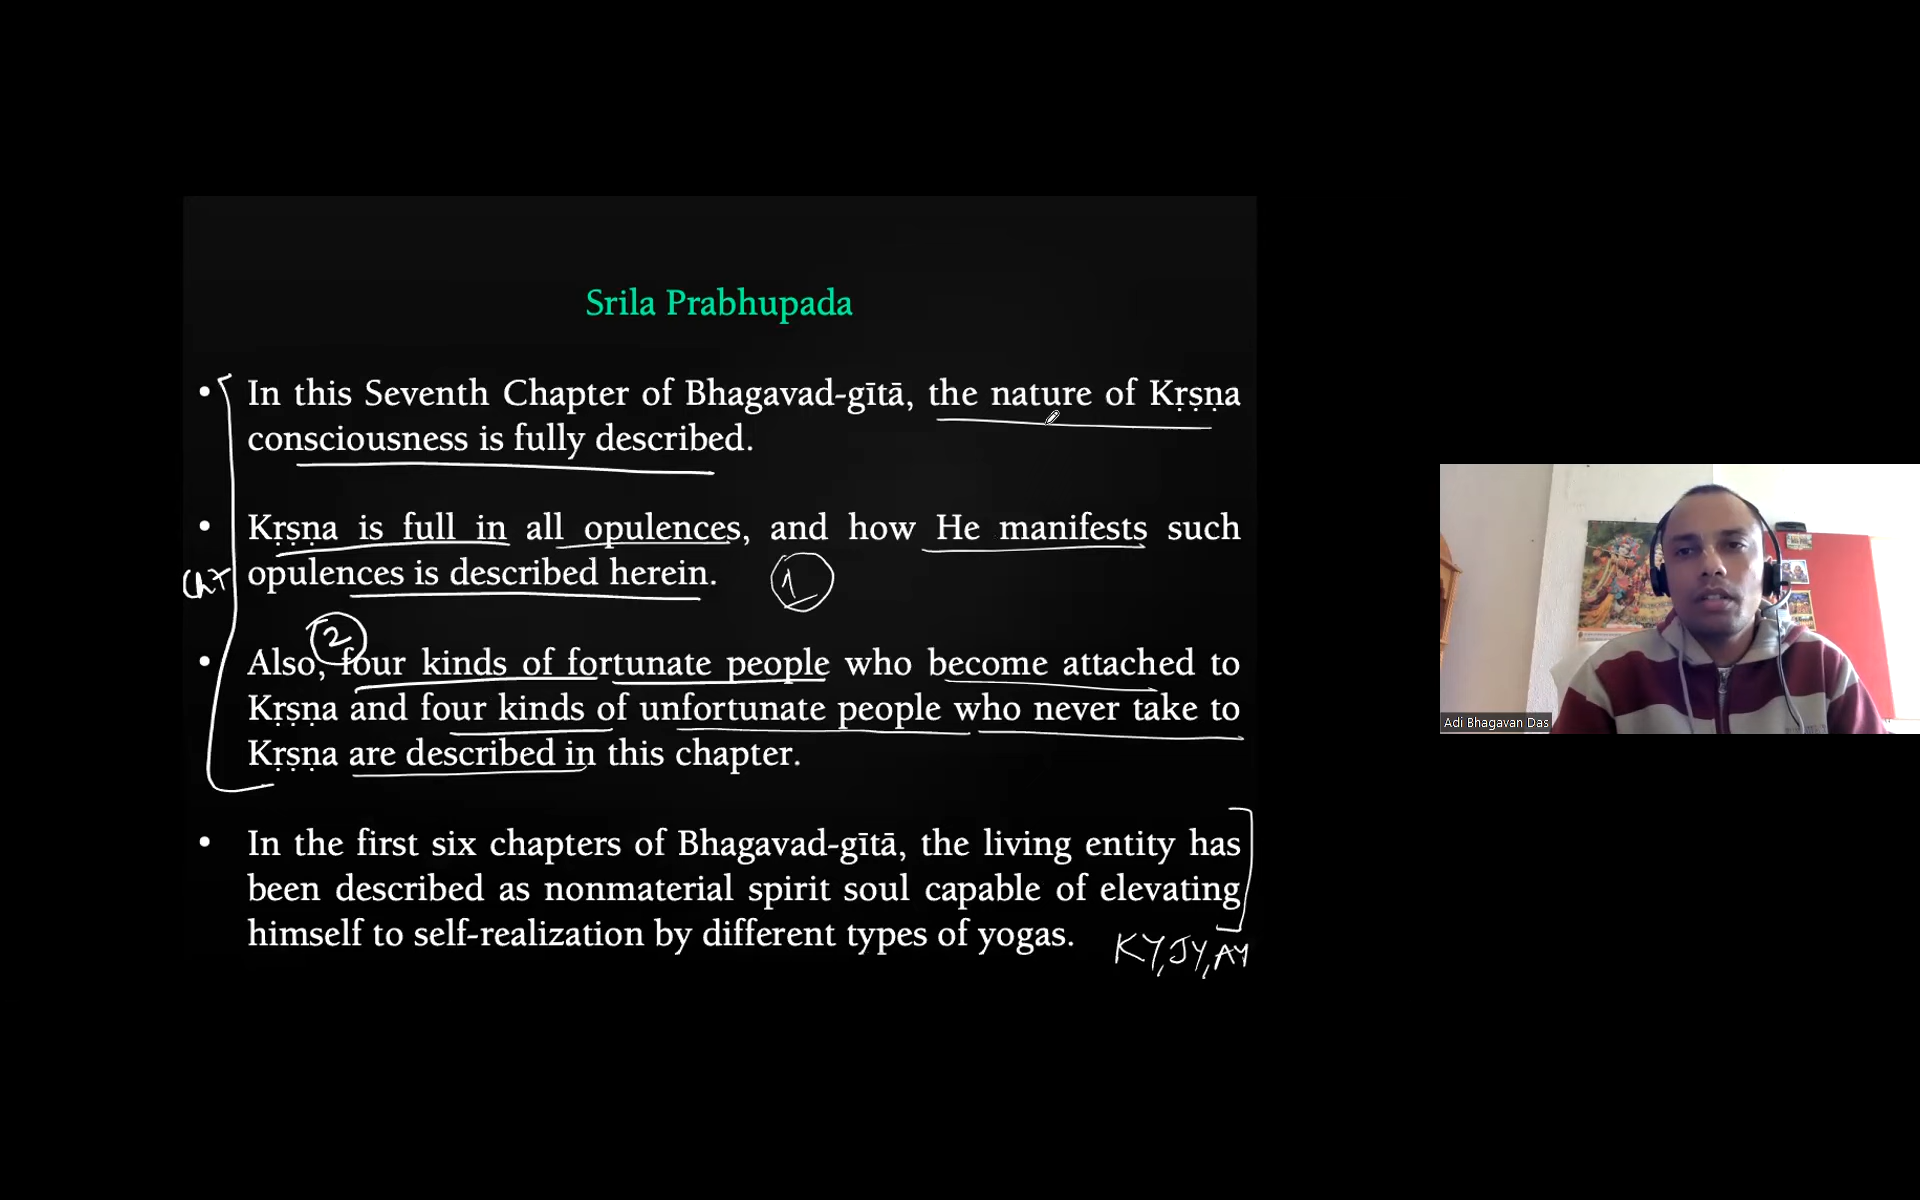 Srila Prabhupada
• In this Seventh Chapter of Bhagavad-gītā, the nature of Kṛṣṇa
consciousness is fully described.
• Kṛṣṇa is full in all opulences, and how He manifests such
opulences is described herein.
1
Ch 7
2
• Also, four kinds of fortunate people who become attached to
Kṛṣṇa and four kinds of unfortunate people who never take to
Kṛṣṇa are described in this chapter.
• In the first six chapters of Bhagavad-gītā, the living entity has
been described as nonmaterial spirit soul capable of elevating
himself to self-realization by different types of yogas.
KY, JY, AY
Adi Bhagavan Das